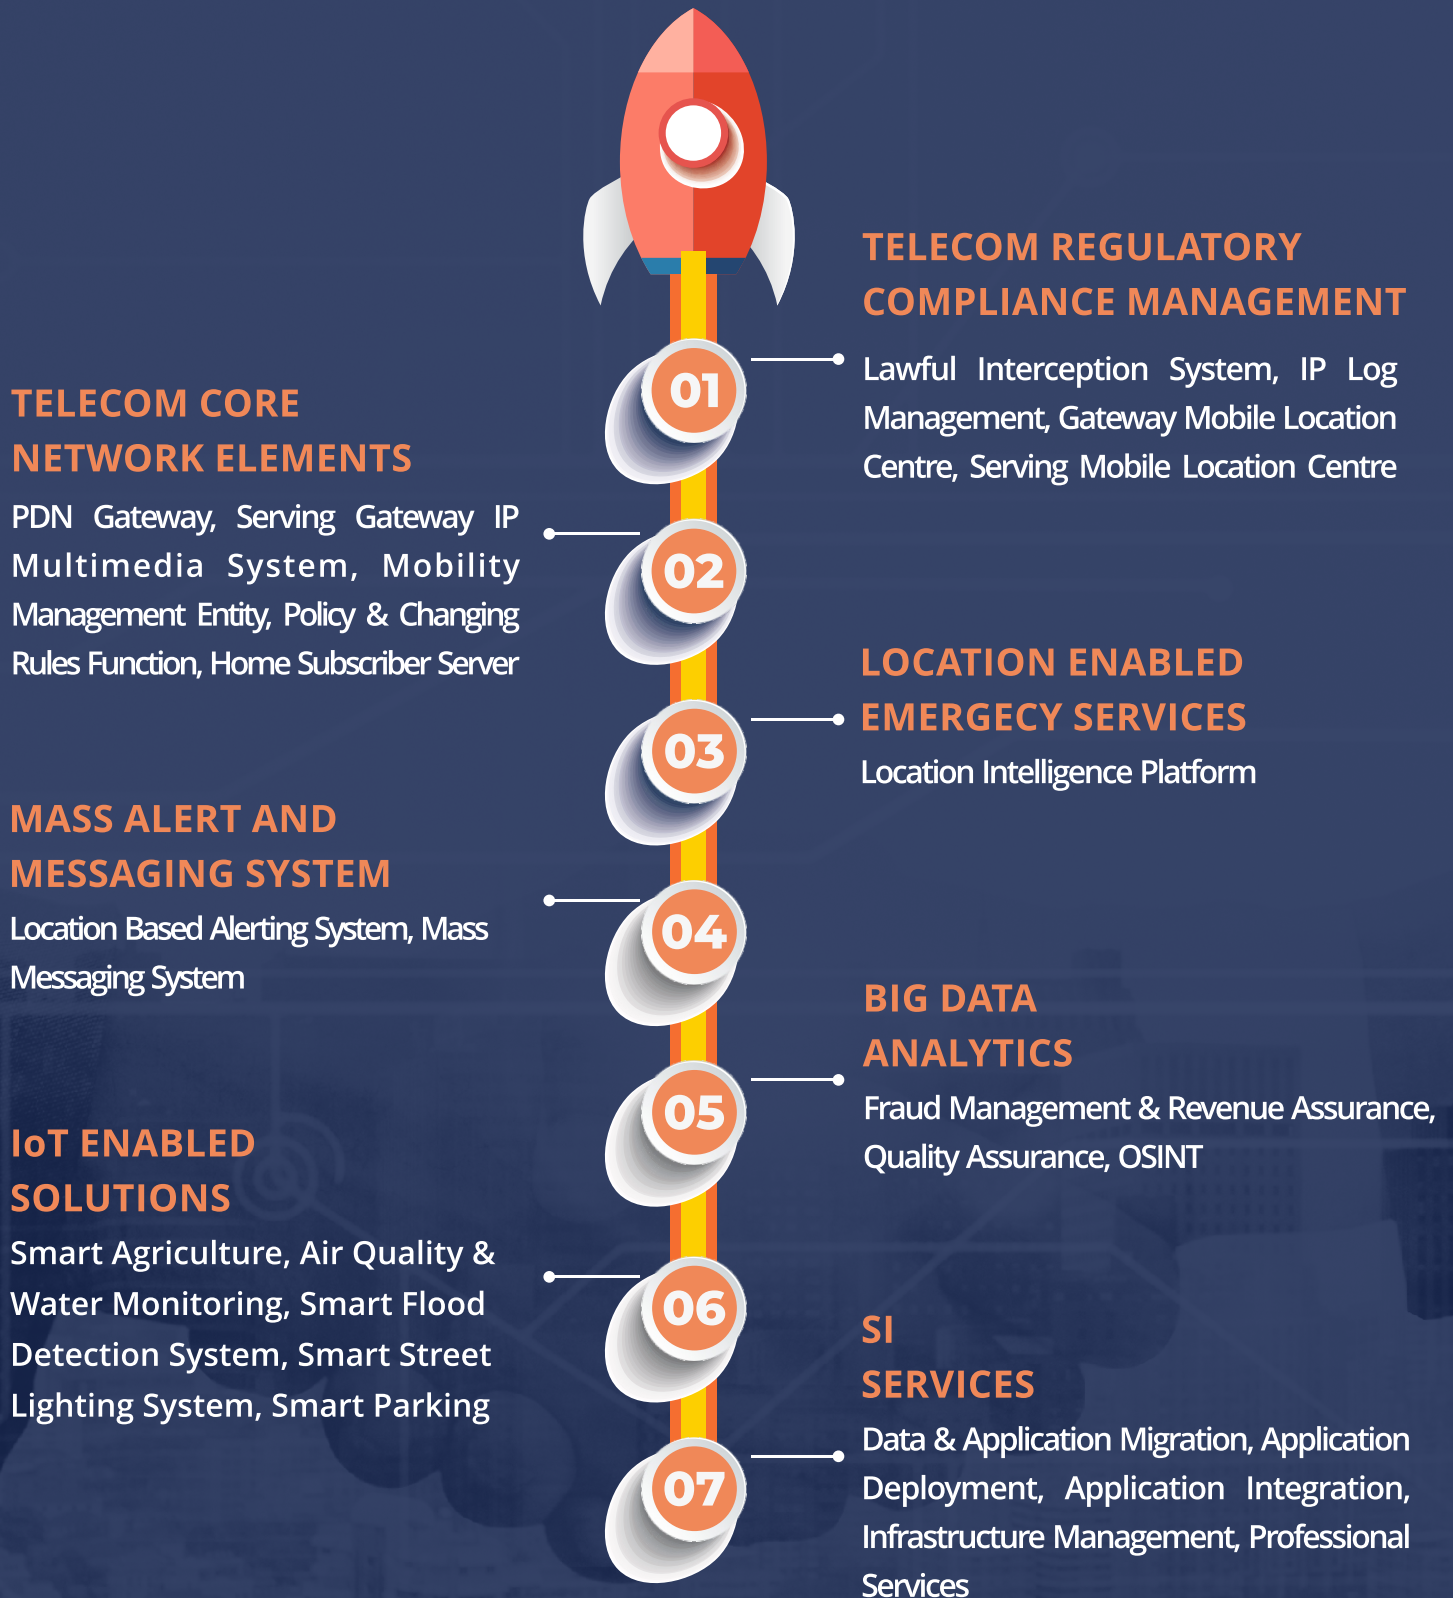 TELECOM REGULATORY
COMPLIANCE MANAGEMENT
01
Lawful Interception System, IP Log
Management, Gateway Mobile Location
Centre, Serving Mobile Location Centre
TELECOM CORE
NETWORK ELEMENTS
02
PDN Gateway, Serving Gateway IP
Multimedia System, Mobility
Management Entity, Policy & Changing
Rules Function, Home Subscriber Server
LOCATION ENABLED
EMERGECY SERVICES
03
Location Intelligence Platform
MASS ALERT AND
MESSAGING SYSTEM
04
Location Based Alerting System, Mass
Messaging System
BIG DATA
ANALYTICS
05
Fraud Management & Revenue Assurance,
Quality Assurance, OSINT
IoT ENABLED
SOLUTIONS
06
Smart Agriculture, Air Quality &
Water Monitoring, Smart Flood
Detection System, Smart Street
Lighting System, Smart Parking
SI
SERVICES
07
Data & Application Migration, Application
Deployment, Application Integration,
Infrastructure Management, Professional
Services